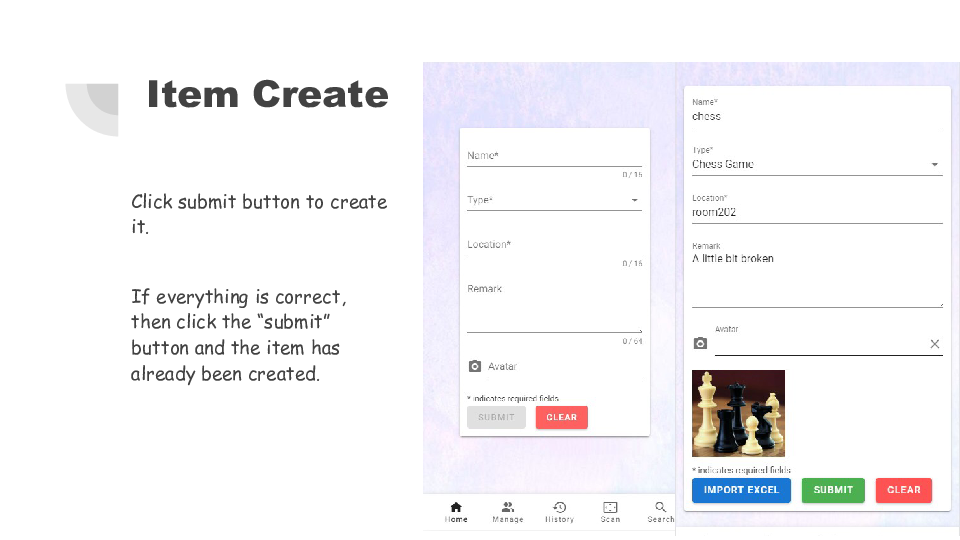 Item Create
Click submit button to create
it.
If everything is correct,
then click the “submit”
button and the item has
already been created.
Name*
0 / 16
Type*
Location*
0 / 16
Remark
0 / 64
Avatar
* indicates required fields
SUBMIT CLEAR
Home Manage History Scan Search
Name*
chess
Type*
Chess Game
Location*
room202
Remark
A little bit broken
Avatar
* indicates required fields
IMPORT EXCEL SUBMIT CLEAR